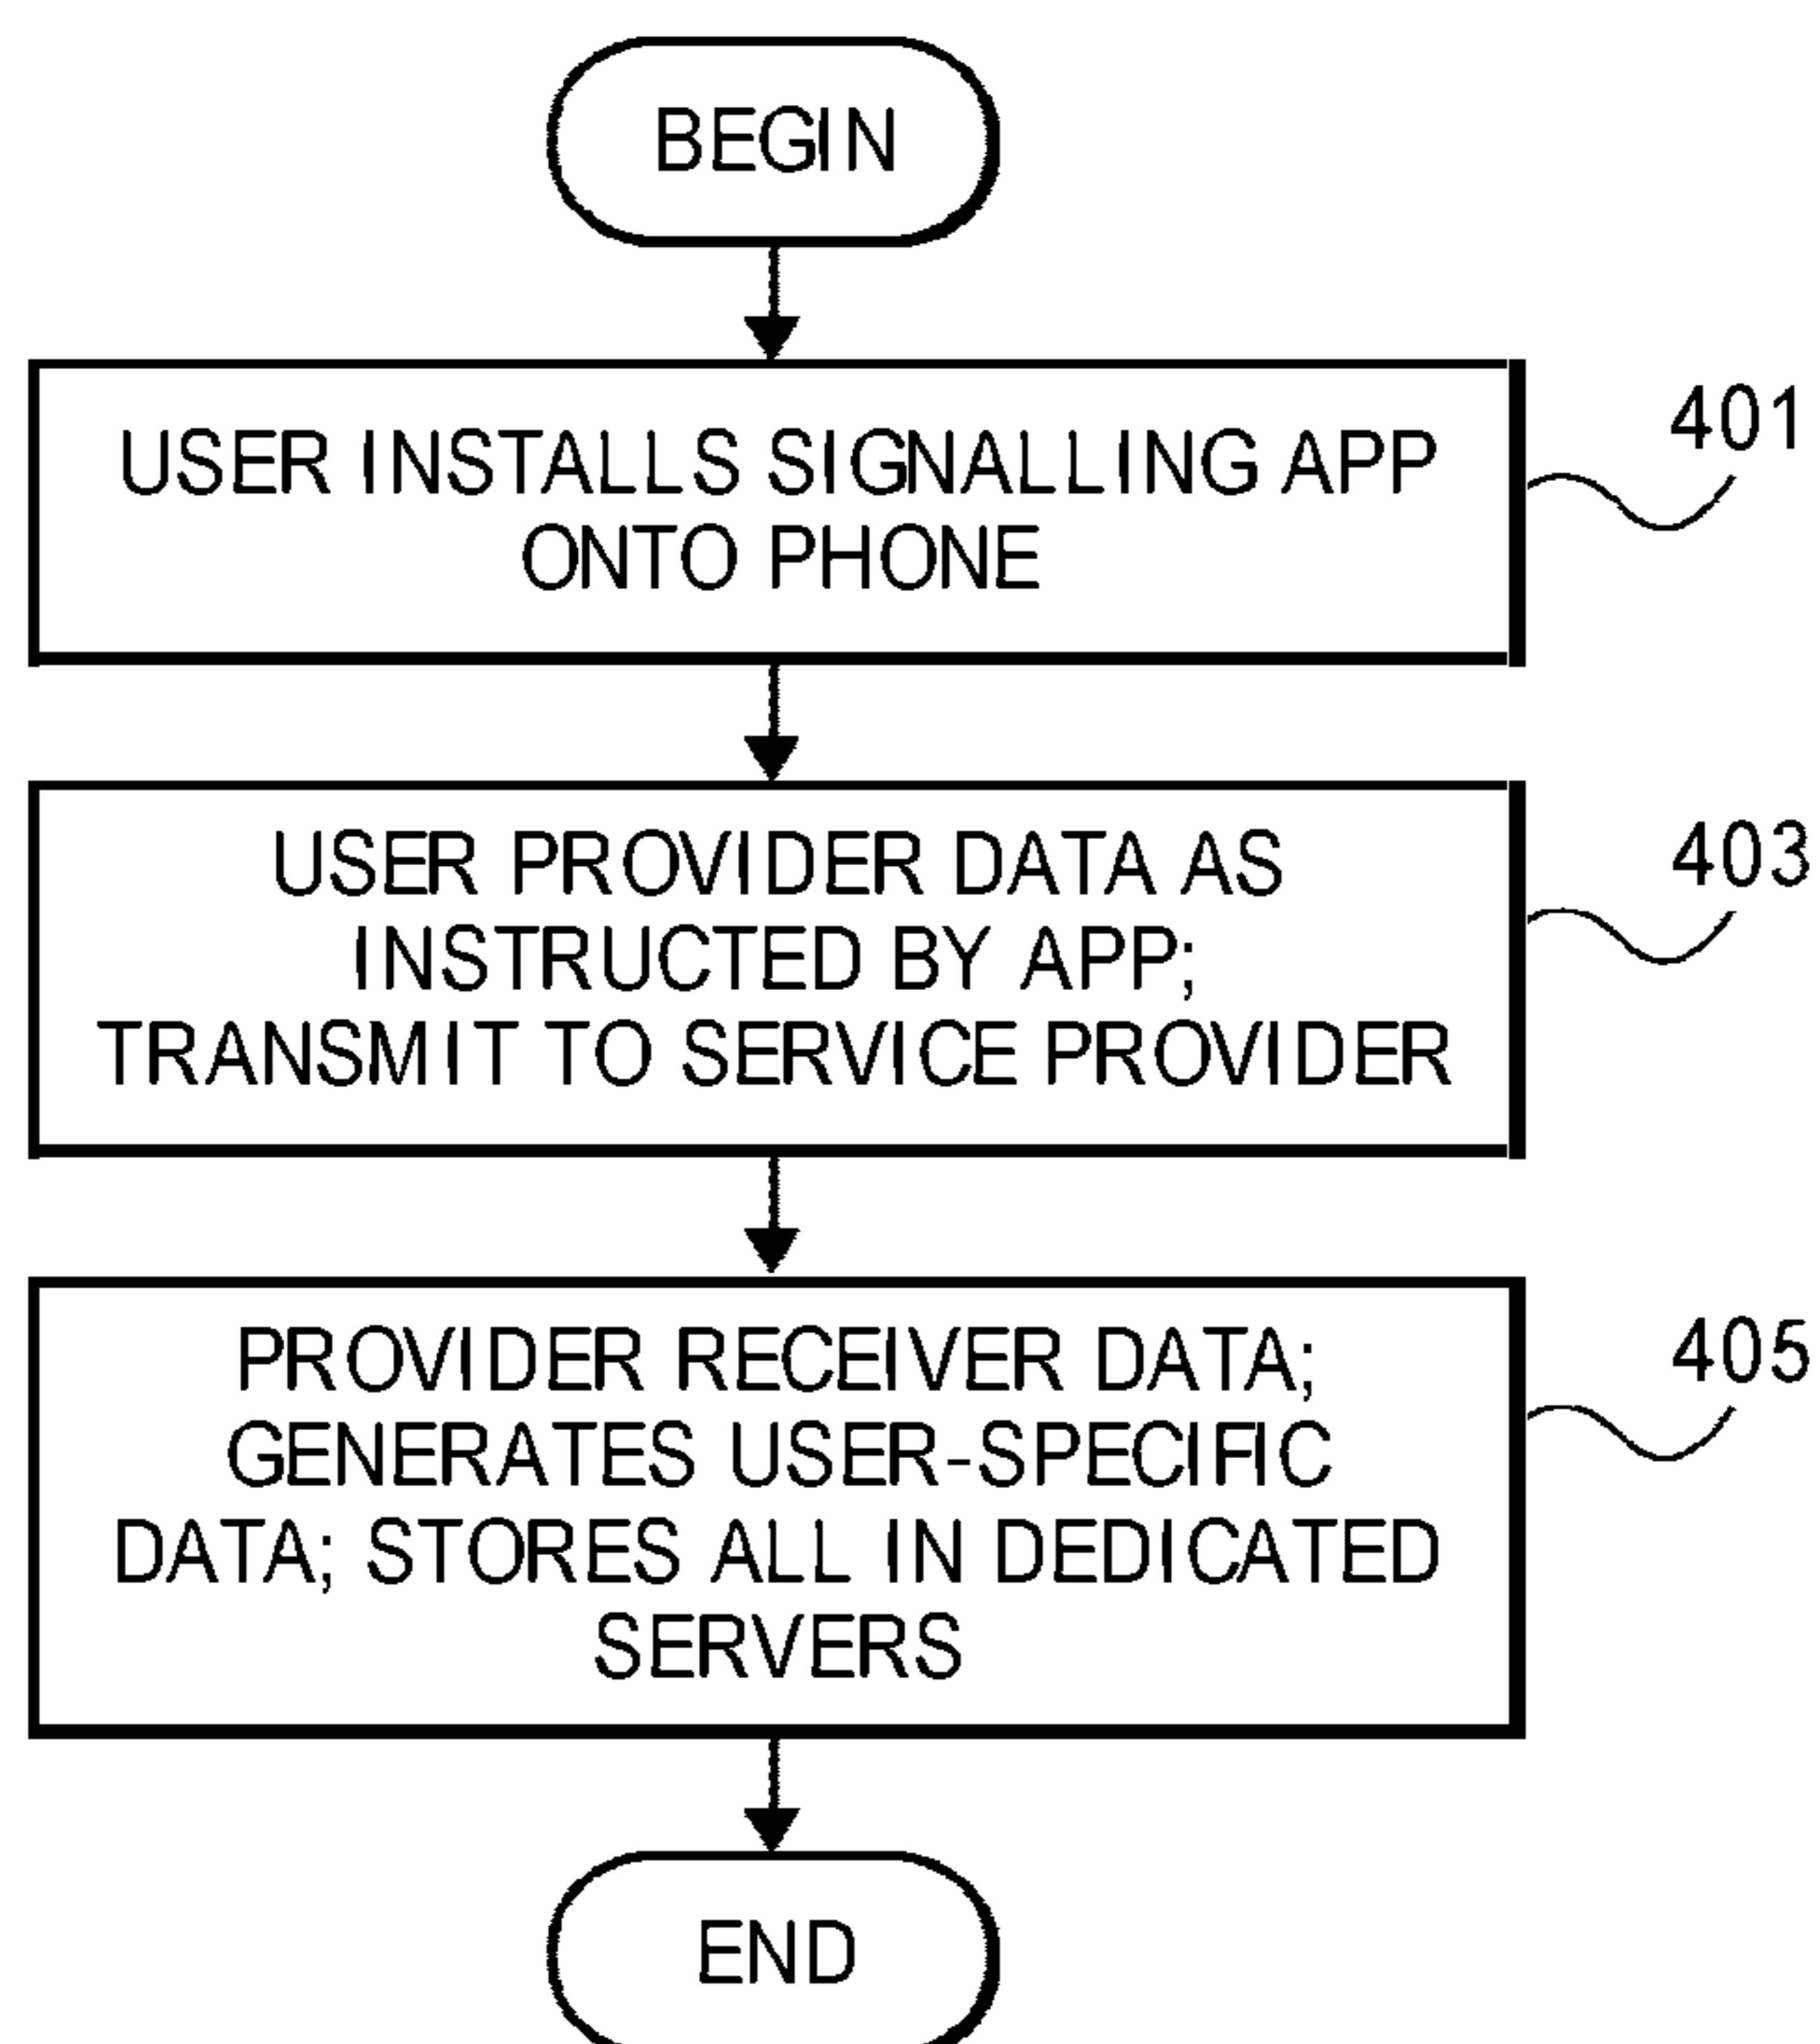 BEGIN
USER INSTALLS SIGNALLING APP
ONTO PHONE
401
USER PROVIDER DATA AS
INSTRUCTED BY APP;
TRANSMIT TO SERVICE PROVIDER
403
PROVIDER RECEIVER DATA;
GENERATES USER-SPECIFIC
DATA; STORES ALL IN DEDICATED
SERVERS
405
END